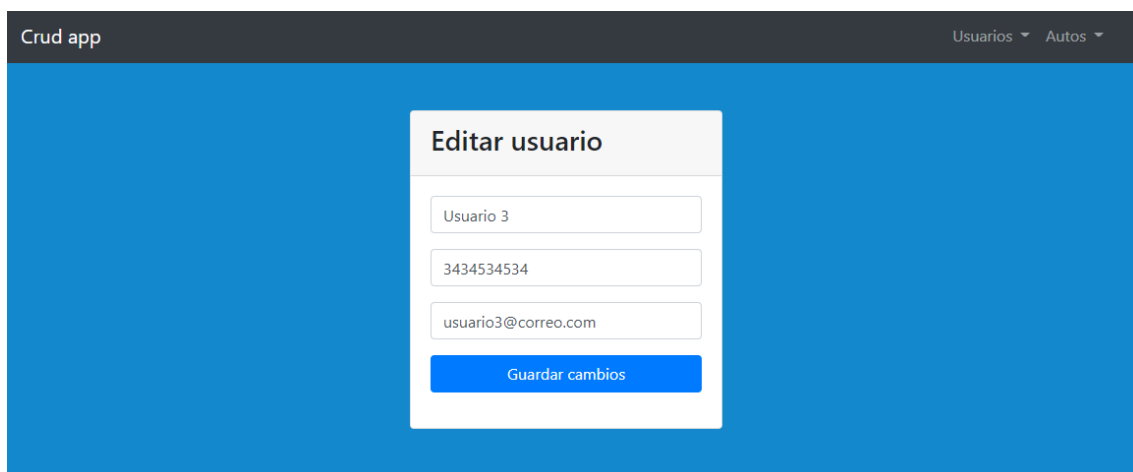 Crud app
Usuarios Autos
Editar usuario
Usuario 3
3434534534
usuario3@correo.com
Guardar cambios